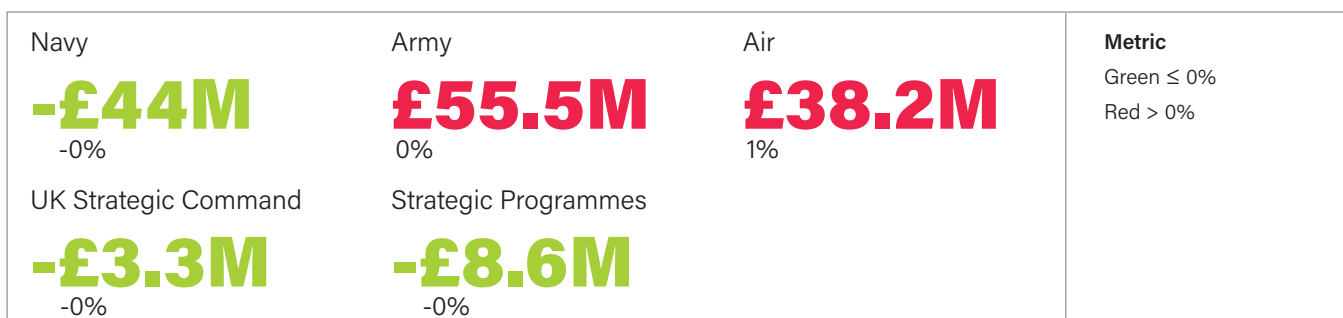 Navy
Army
Air
-£44M
£55.5M
£38.2M
-0%
0%
1%
UK Strategic Command
Strategic Programmes
-£3.3M
-£8.6M
-0%
-0%
Metric
Green ≤ 0%
Red > 0%